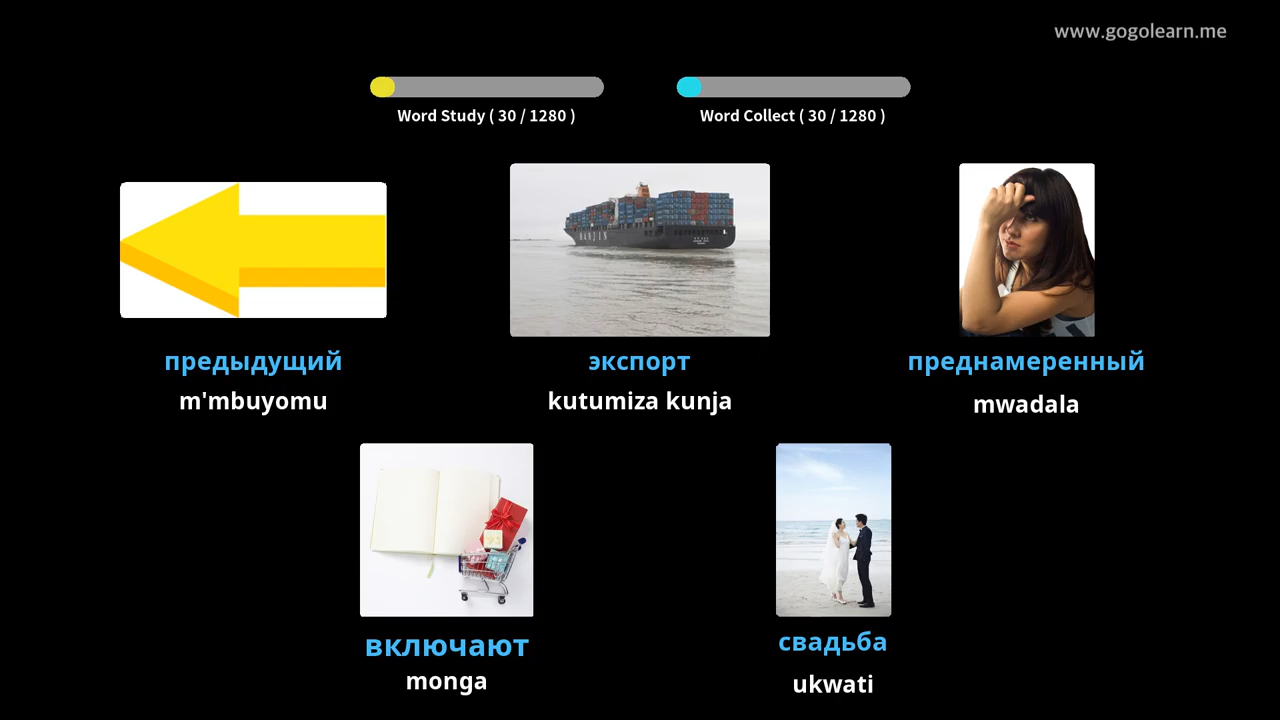 www.gogolearn.me
Word Study ( 30 / 1280 )
Word Collect ( 30 / 1280 )
HANJIN
предыдущий
экспорт
преднамеренный
m'mbuyomu
kutumiza kunja
mwadala
включают
свадьба
monga
ukwati